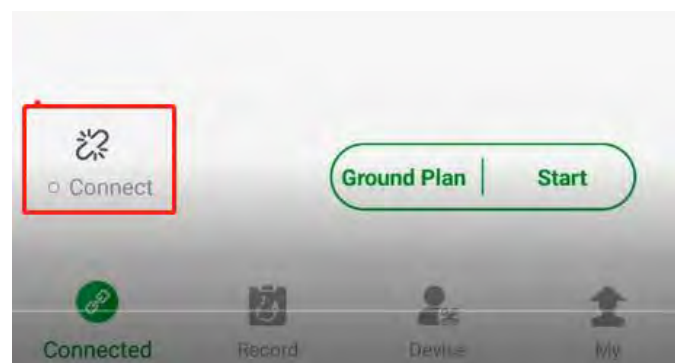 Connect
Ground Plan
Start
Connected
Record
Device
My